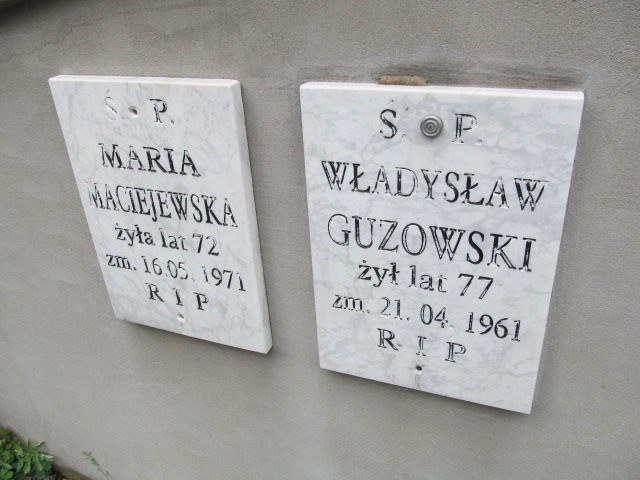 Ś. P.
MARIA
MACIEJEWSKA
żyła lat 72
zm. 16.05. 1971
R I P
Ś. P.
WŁADYSŁAW
GUZOWSKI
żył lat 77
zm. 21. 04. 1961
R I P